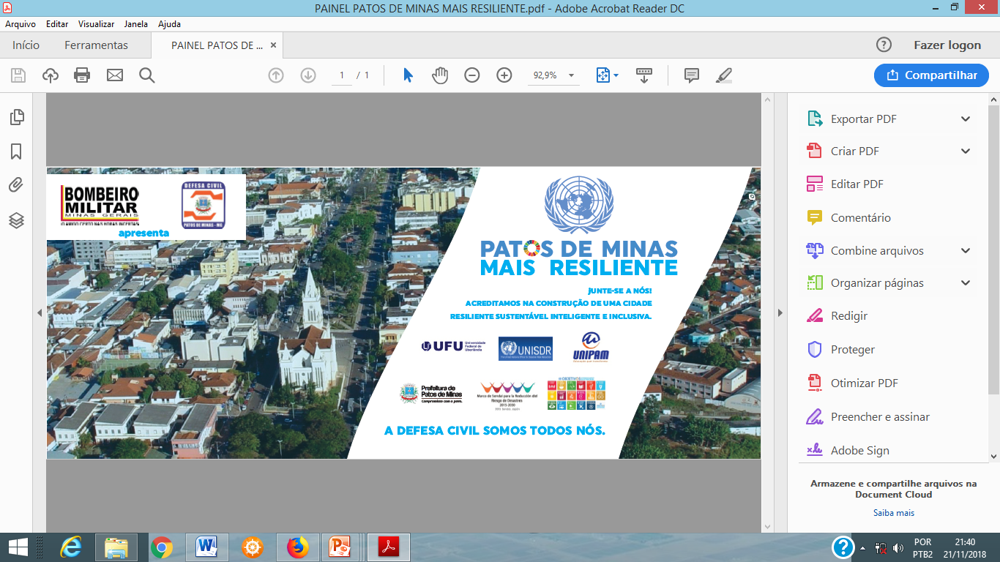 PAINEL PATOS DE MINAS MAIS RESILIENTE.pdf - Adobe Acrobat Reader DC
Arquivo Editar Visualizar Janela Ajuda
Início Ferramentas PAINEL PATOS DE ... ×
Fazer logon
1 / 1
92,9%
Compartilhar
BOMBEIRO
MILITAR
MINAS GERAIS
O AMIGO CERTO NAS HORAS INCERTAS
DEFESA CIVIL
PATOS DE MINAS - MG
apresenta
PATOS DE MINAS
MAIS RESILIENTE
JUNTE-SE A NÓS!
ACREDITAMOS NA CONSTRUÇÃO DE UMA CIDADE
RESILIENTE SUSTENTÁVEL INTELIGENTE E INCLUSIVA.
UFU
Universidade
Federal de
Uberlândia
UNISDR
UNIPAM
Prefeitura de
Patos de Minas
Compromisso com o povo.
Marco de Sendai para la Reducción del
Riesgo de Desastres
2015-2030
OBJETIVOS
A DEFESA CIVIL SOMOS TODOS NÓS.
Exportar PDF
Criar PDF
Editar PDF
Comentário
Combine arquivos
Organizar páginas
Redigir
Proteger
Otimizar PDF
Preencher e assinar
Adobe Sign
Armazene e compartilhe arquivos na
Document Cloud
Saiba mais
POR
PTB2
21:40
21/11/2018